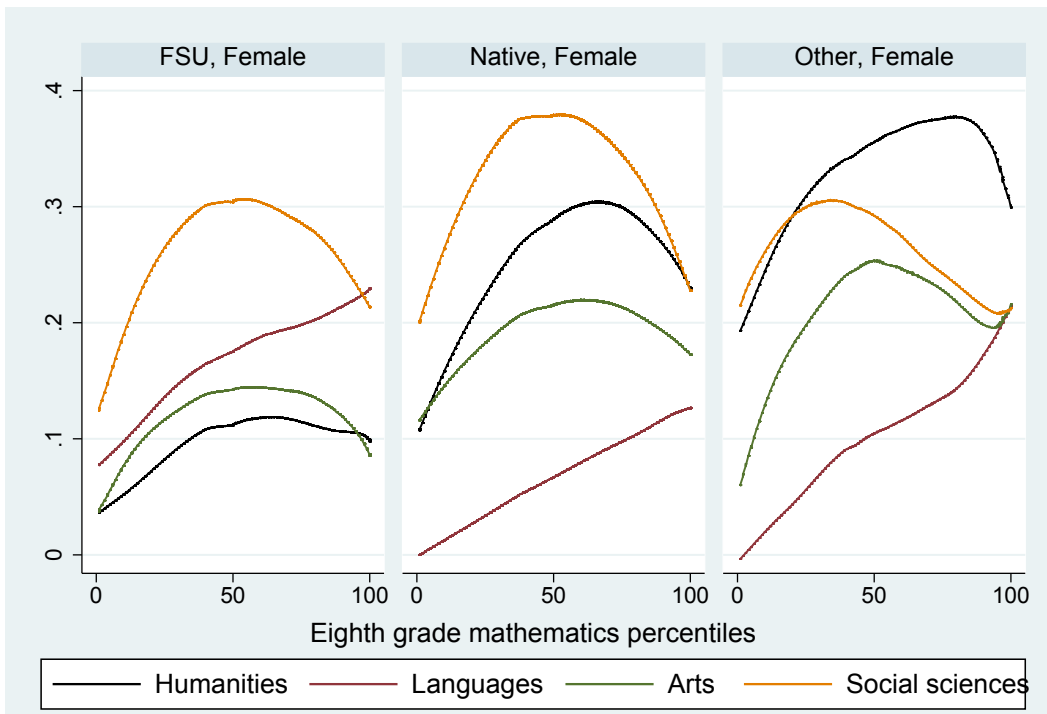 FSU, Female Native, Female Other, Female
.4
.3
.2
.1
0
0 50 100 0 50 100 0 50 100
Eighth grade mathematics percentiles
Humanities Languages Arts Social sciences